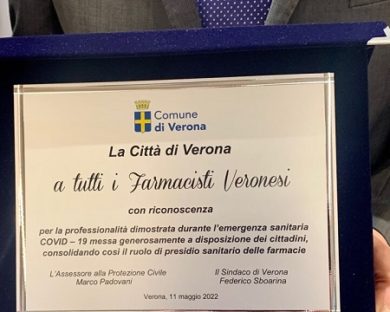 Comune
di Verona
La Città di Verona
a tutti i Farmacisti Veronesi
con riconoscenza
per la professionalità dimostrata durante l'emergenza sanitaria
COVID – 19 messa generosamente a disposizione dei cittadini,
consolidando così il ruolo di presidio sanitario delle farmacie
L'Assessore alla Protezione Civile
Marco Padovani
Il Sindaco di Verona
Federico Sboarina
Verona, 11 maggio 2022